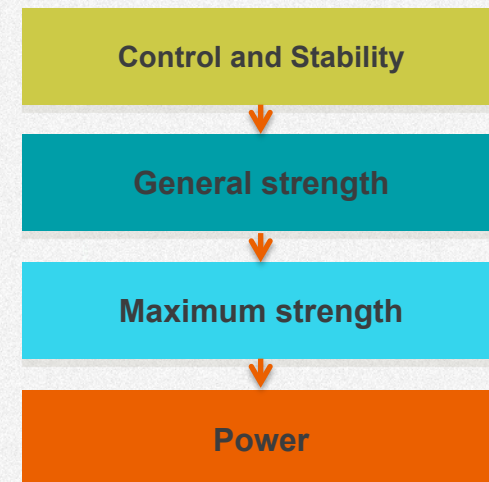 Control and Stability
General strength
Maximum strength
Power